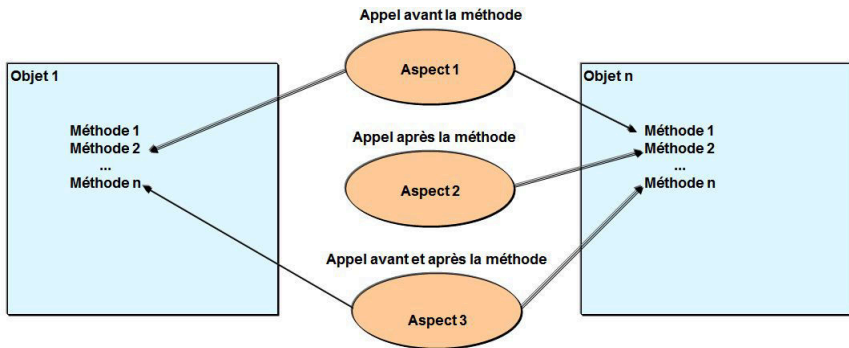 Appel avant la méthode
Objet 1
Aspect 1
Objet n
Méthode 1
Méthode 2
...
Méthode n
Appel après la méthode
Aspect 2
Méthode 1
Méthode 2
...
Méthode n
Appel avant et après la méthode
Aspect 3